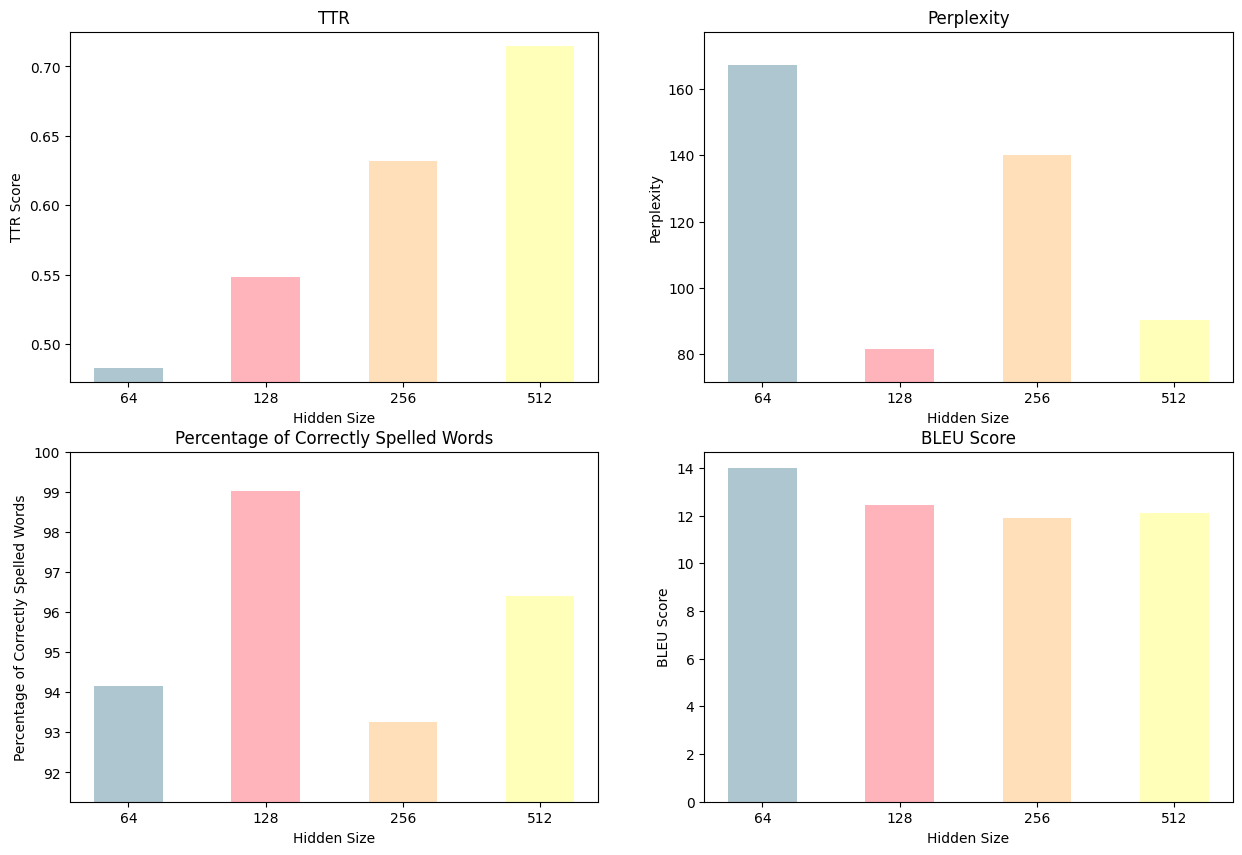 TTR
TTR Score
0.70
0.65
0.60
0.55
0.50
64 128 256 512
Hidden Size
Perplexity
Perplexity
160
140
120
100
80
64 128 256 512
Hidden Size
Percentage of Correctly Spelled Words
Percentage of Correctly Spelled Words
100
99
98
97
96
95
94
93
92
64 128 256 512
Hidden Size
BLEU Score
BLEU Score
14
12
10
8
6
4
2
0
64 128 256 512
Hidden Size